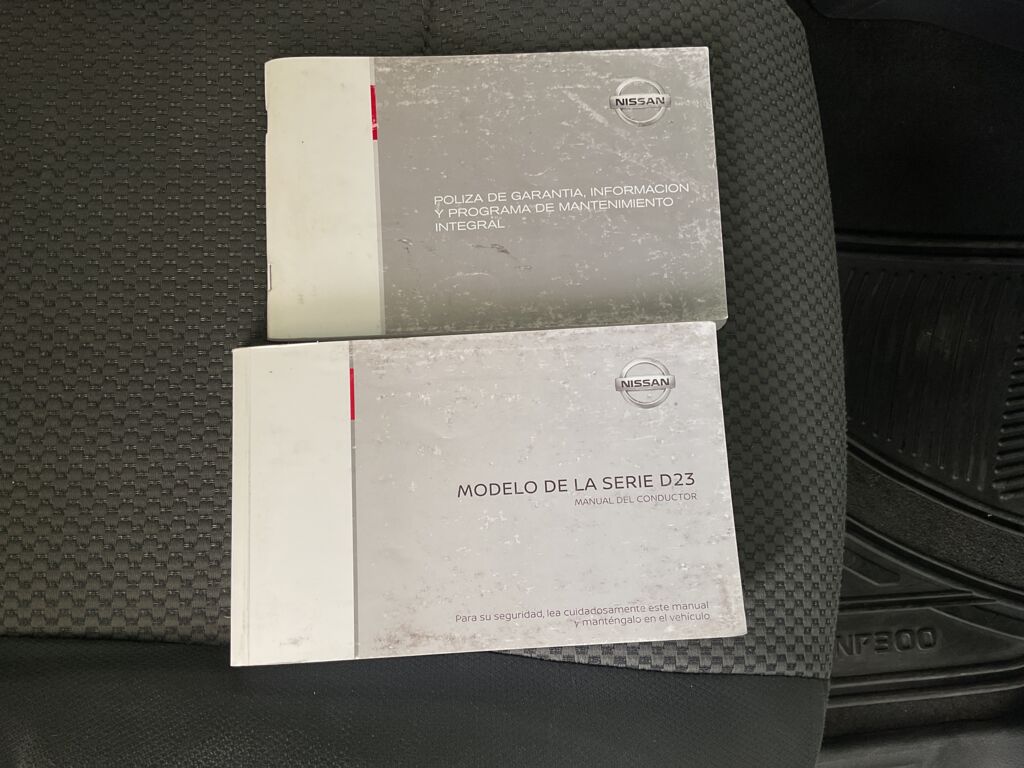 NISSAN
POLIZA DE GARANTIA, INFORMACION
Y PROGRAMA DE MANTENIMIENTO
INTEGRAL
NISSAN
MODELO DE LA SERIE D23
MANUAL DEL CONDUCTOR
Para su seguridad, lea cuidadosamente este manual
y manténgalo en el vehículo
NP300